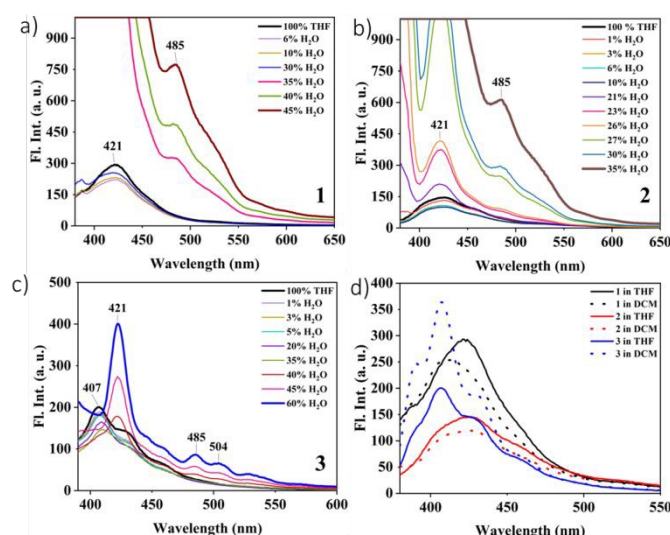 a)
1000
900
750
600
450
300
150
0
Fl. Int. (a. u.)
421
485
100% THF
6% H₂O
10% H₂O
30% H₂O
35% H₂O
40% H₂O
45% H₂O
1
400 450 500 550 600 650
Wavelength (nm)
b)
900
750
600
450
300
150
0
Fl. Int. (a. u.)
421
485
100 % THF
1% H₂O
3% H₂O
6% H₂O
10% H₂O
21% H₂O
23% H₂O
26% H₂O
27% H₂O
30% H₂O
35% H₂O
2
400 450 500 550 600 650
Wavelength (nm)
c)
500
400
300
200
100
0
Fl. Int. (a. u.)
407
421
485
504
100% THF
1% H₂O
3% H₂O
5% H₂O
20% H₂O
35% H₂O
40% H₂O
45% H₂O
60% H₂O
3
400 450 500 550 600
Wavelength (nm)
d)
400
350
300
250
200
150
100
50
0
Fl. Int. (a. u.)
1 in THF
1 in DCM
2 in THF
2 in DCM
3 in THF
3 in DCM
400 450 500 550
Wavelength (nm)